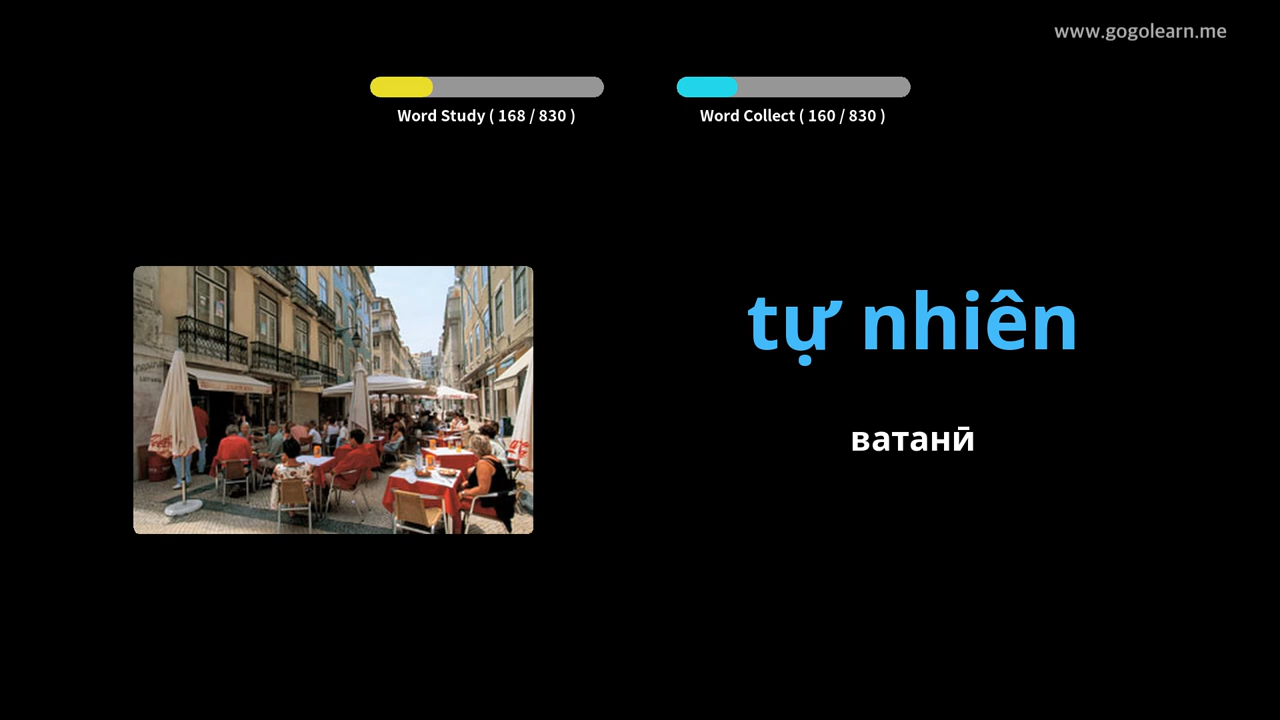 www.gogolearn.me
Word Study ( 168 / 830 )
Word Collect ( 160 / 830 )
tự nhiên
ватанӣ